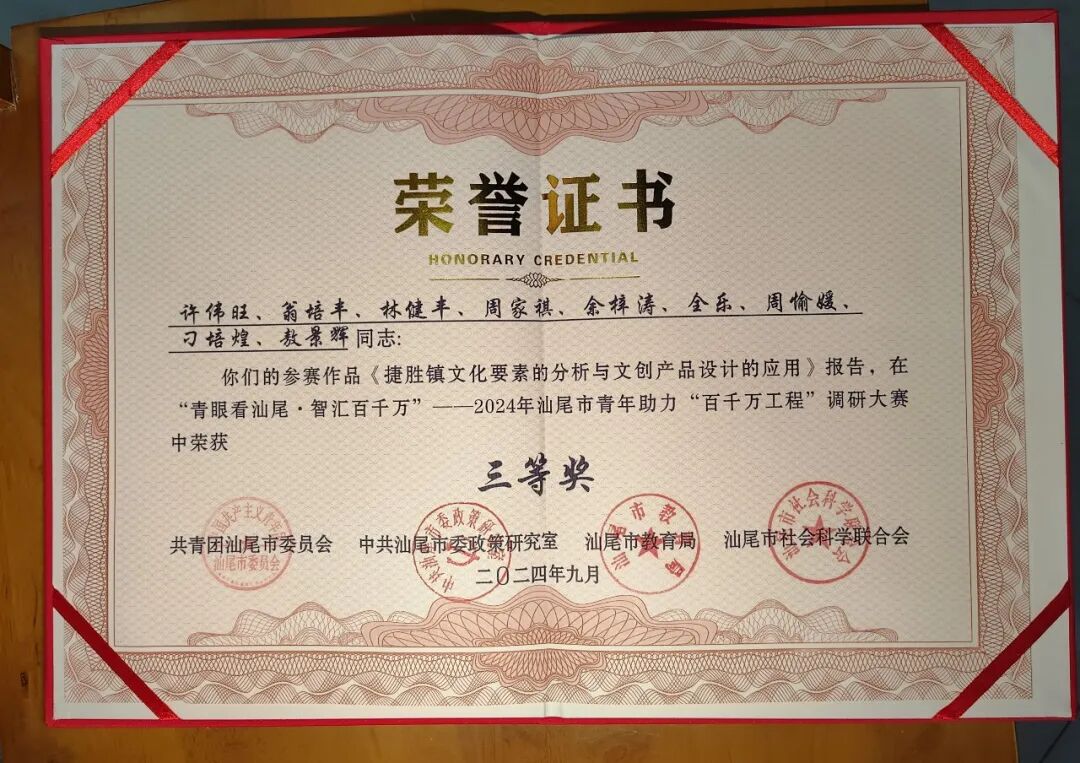 荣誉证书
HONORARY CREDENTIAL
许伟旺、翁培丰、林健丰、周家祺、余梓涛、全乐、周愉媛、
刁培煌、敖景辉同志:
你们的参赛作品《捷胜镇文化要素的分析与文创产品设计的应用》报告，在
“青眼看汕尾·智汇百千万”——2024年汕尾市青年助力“百千万工程”调研大赛
中荣获
三等奖
共青团汕尾市委员会 中共汕尾市委政策研究室 汕尾市教育局 汕尾市社会科学联合会
二〇二四年九月